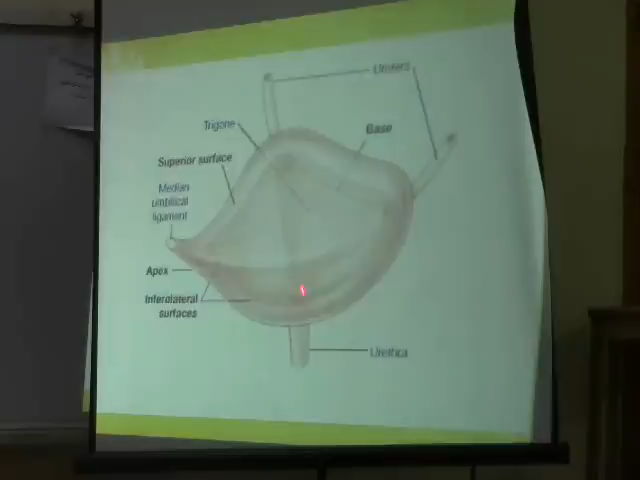 Ureters
Trigone
Base
Superior surface
Median
umbilical
ligament
Apex
Inferolateral
surfaces
Urethra